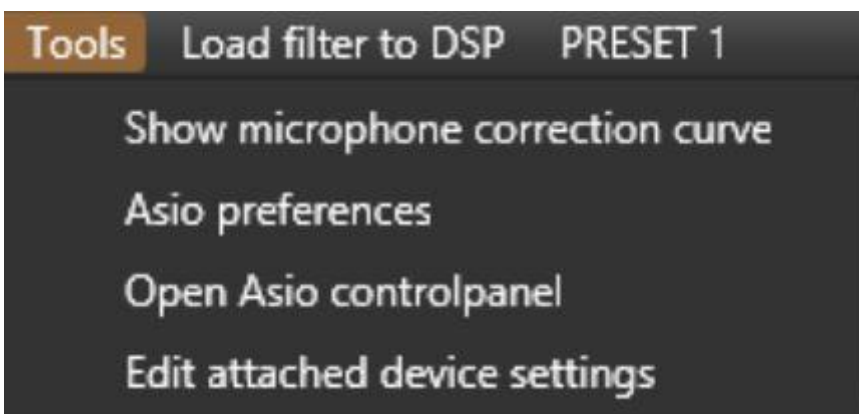 Tools Load filter to DSP PRESET 1
Show microphone correction curve
Asio preferences
Open Asio controlpanel
Edit attached device settings